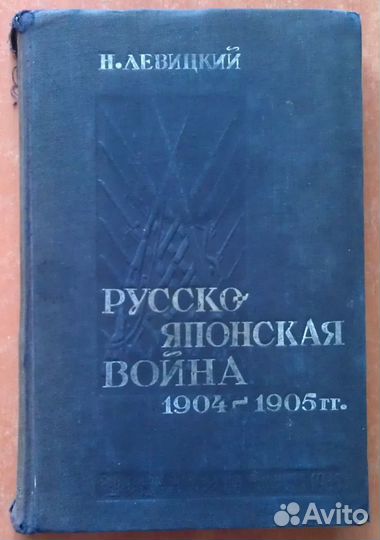 Н. ЛЕВИЦКИЙ
РУССКО-
ЯПОНСКАЯ
ВОЙНА
1904-1905 гг.
Avito